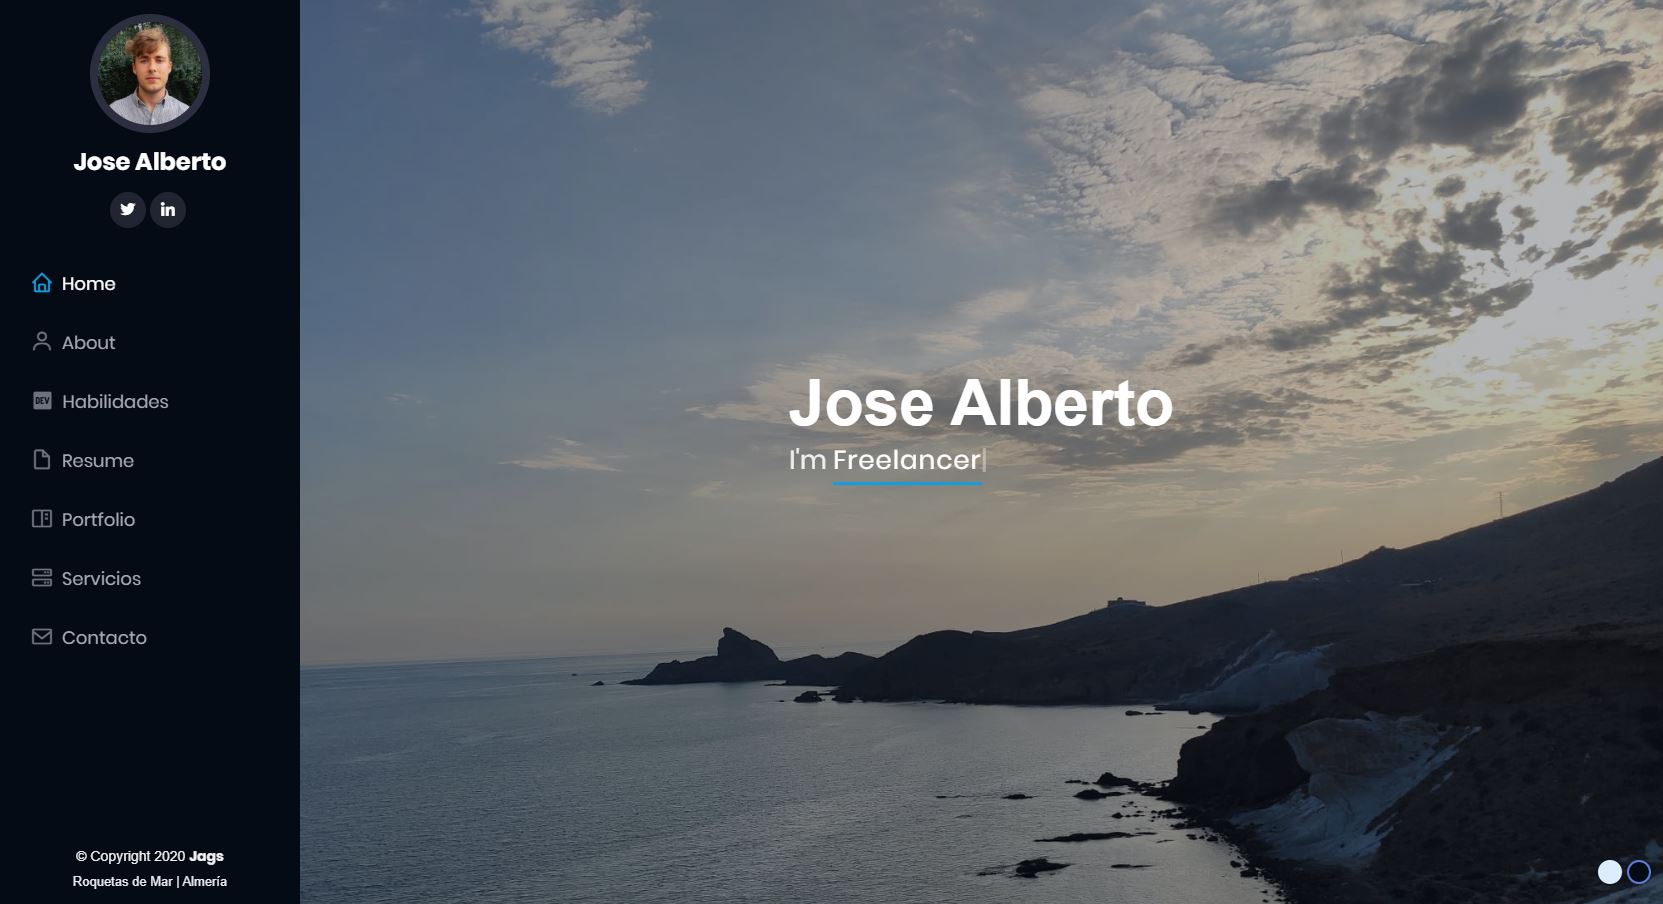 Jose Alberto
in
Home
About
DEV
Habilidades
Resume
Portfolio
Servicios
Contacto
© Copyright 2020 Jags
Roquetas de Mar | Almería
Jose Alberto
I'm Freelancer|